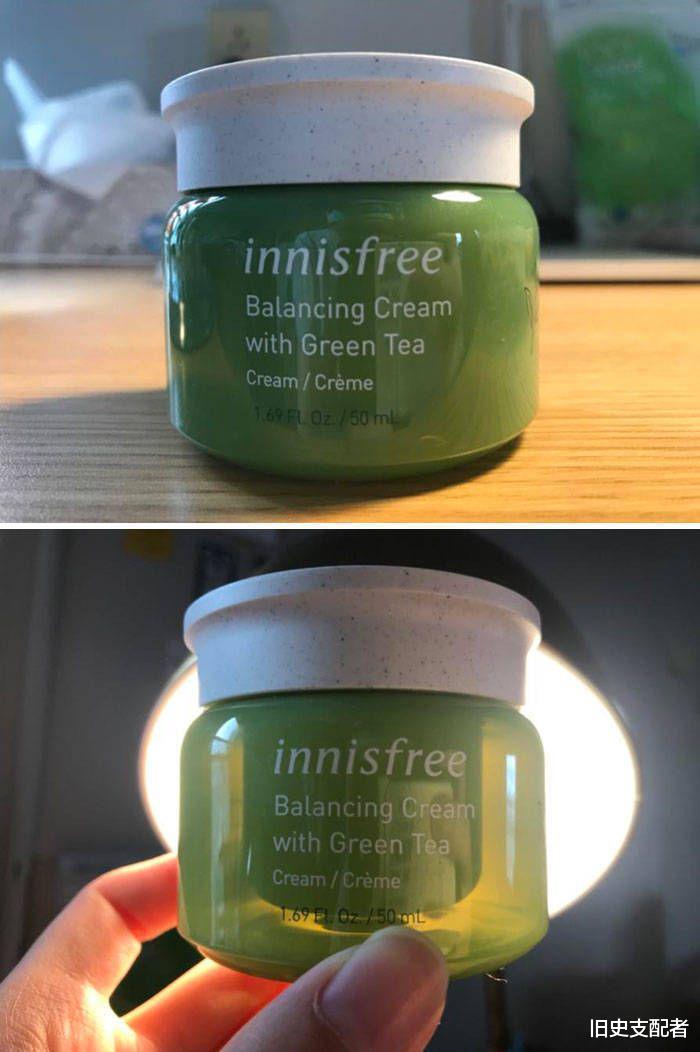 innisfree
Balancing Cream
with Green Tea
Cream / Crème
1.69 FL Oz. / 50 mL
innisfree
Balancing Cream
with Green Tea
Cream / Crème
1.69 FL Oz. / 50 mL
旧史支配者